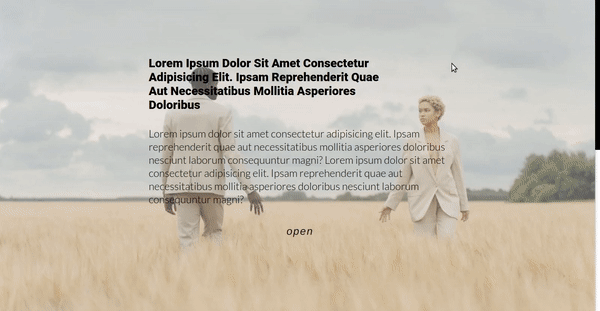 Lorem Ipsum Dolor Sit Amet Consectetur
Adipisicing Elit. Ipsam Reprehenderit Quae
Aut Necessitatibus Mollitia Asperiores
Doloribus
Lorem ipsum dolor sit amet consectetur adipisicing elit. Ipsam
reprehenderit quae aut necessitatibus mollitia asperiores doloribus
nesciunt laborum consequuntur magni? Lorem ipsum dolor sit amet
consectetur adipisicing elit. Ipsam reprehenderit quae aut
necessitatibus mollitia asperiores doloribus nesciunt laborum
consequuntur magni?
open